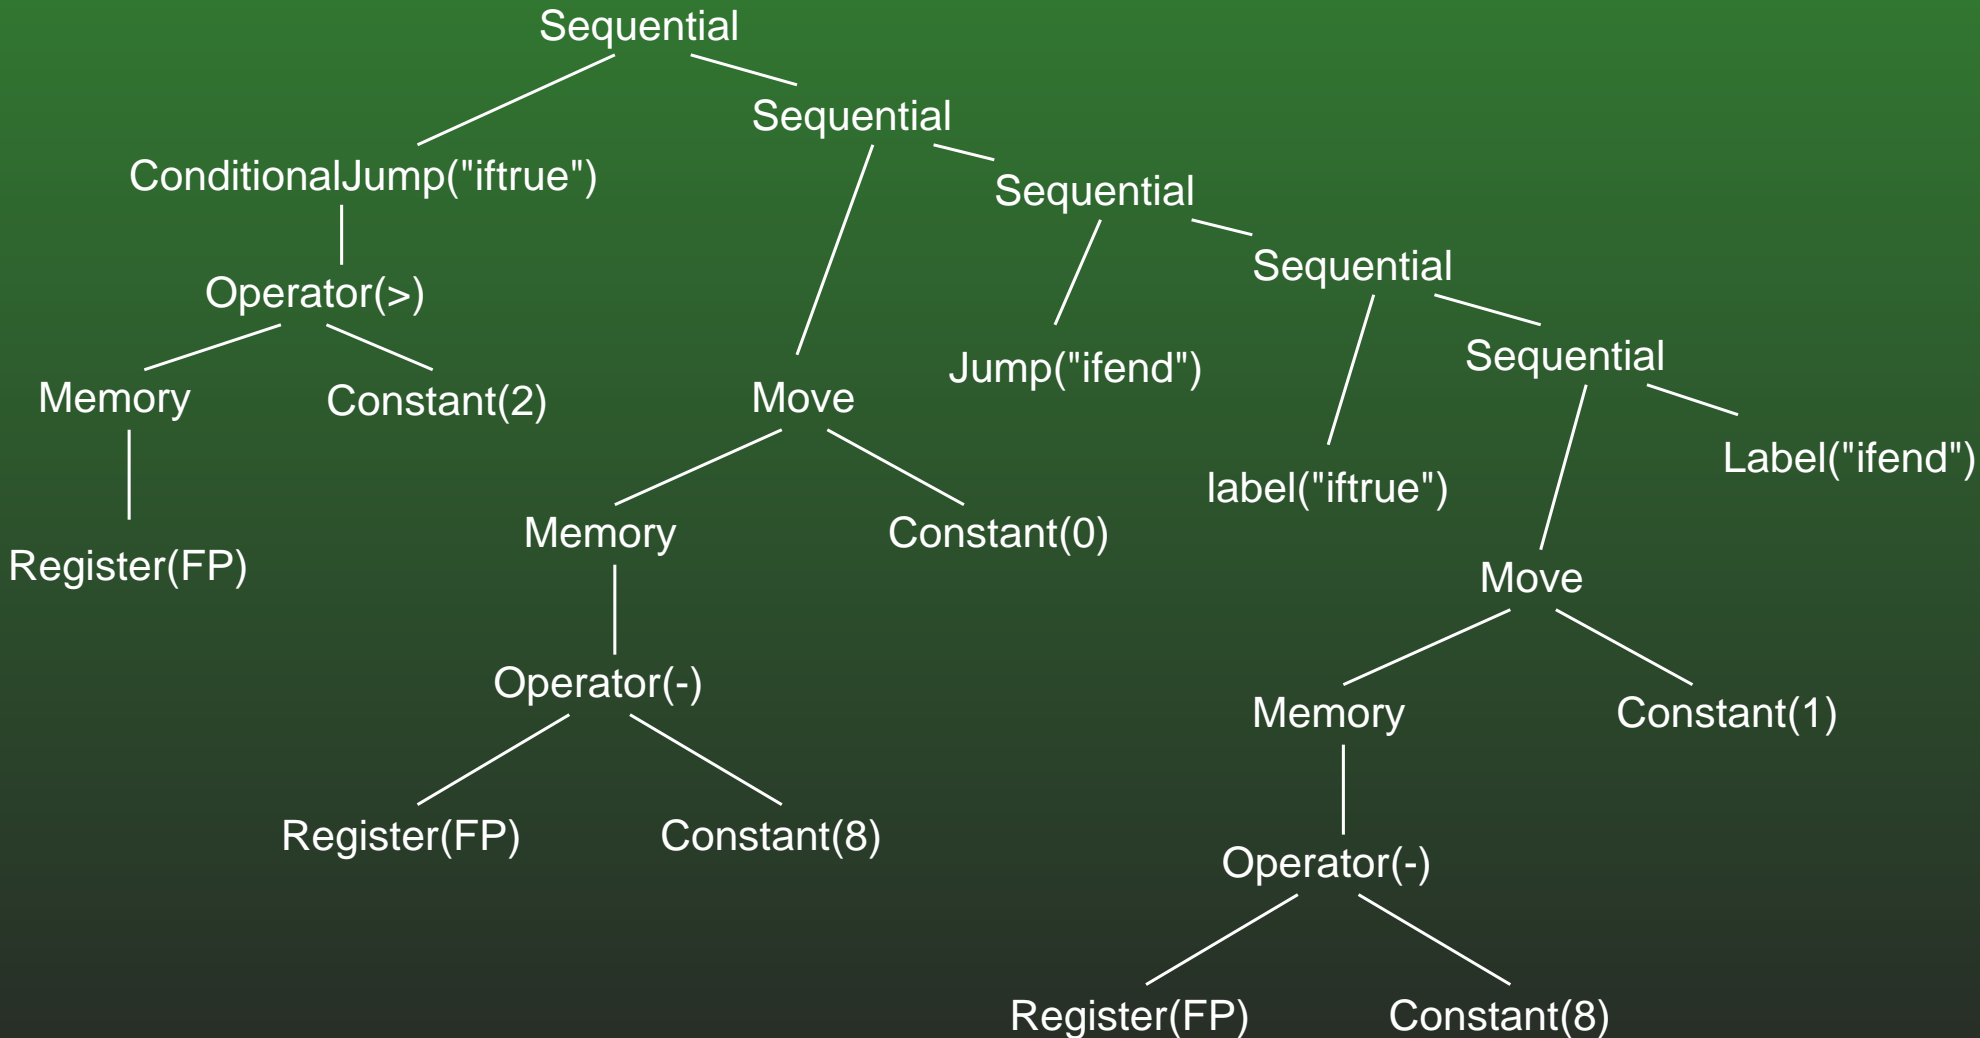 Sequential
Sequential
ConditionalJump("iftrue")
Sequential
Sequential
Operator(>)
Sequential
Jump("ifend")
Memory
Constant(2)
Move
Label("ifend")
label("iftrue")
Memory
Constant(0)
Register(FP)
Move
Operator(-)
Memory
Constant(1)
Register(FP)
Constant(8)
Operator(-)
Register(FP)
Constant(8)